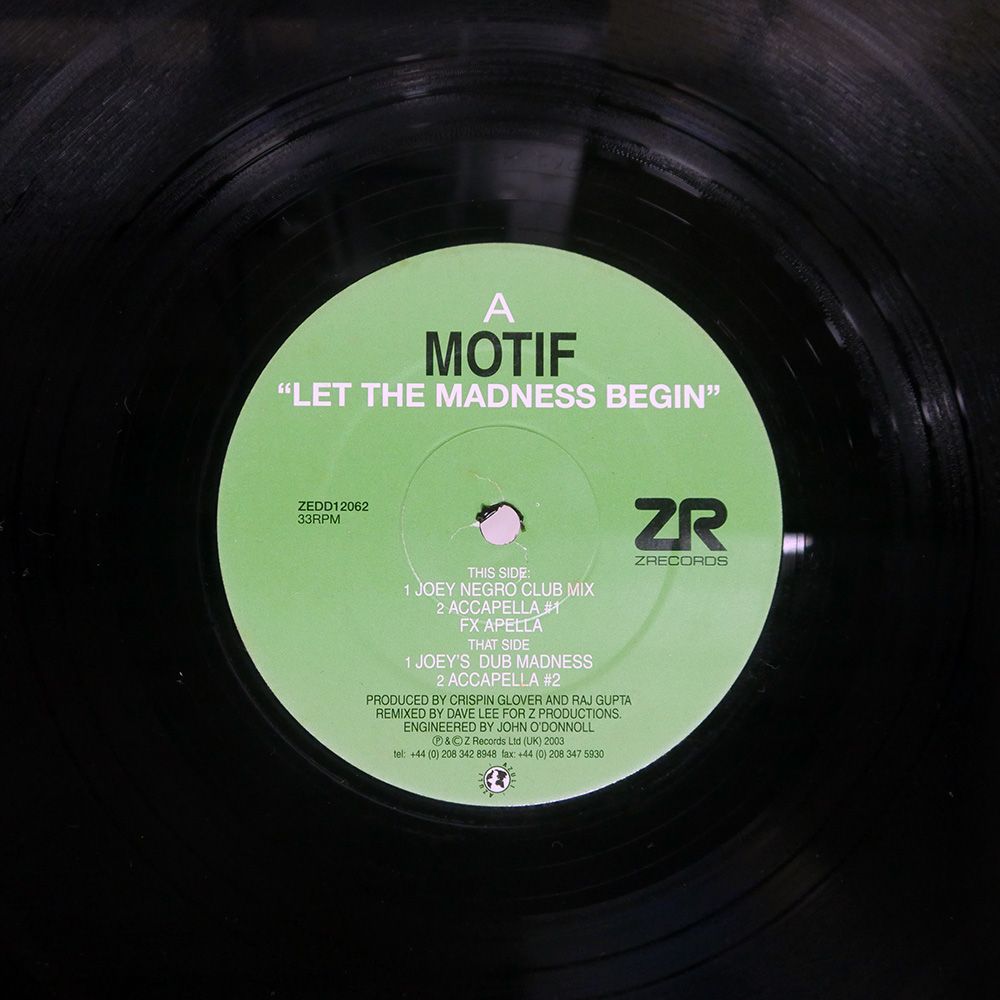 A
MOTIF
“LET THE MADNESS BEGIN”
ZEDD12062
33RPM
ZR
ZRECORDS
THIS SIDE:
1 JOEY NEGRO CLUB MIX
2 ACCAPELLA #1
FX APELLA
THAT SIDE
1 JOEY'S DUB MADNESS
2 ACCAPELLA #2
PRODUCED BY CRISPIN GLOVER AND RAJ GUPTA
REMIXED BY DAVE LEE FOR Z PRODUCTIONS.
ENGINEERED BY JOHN O'DONNOLL
℗ & © Z Records Ltd (UK) 2003
tel: +44 (0) 208 342 8948 fax: +44 (0) 208 347 5930
AZULI AZULI